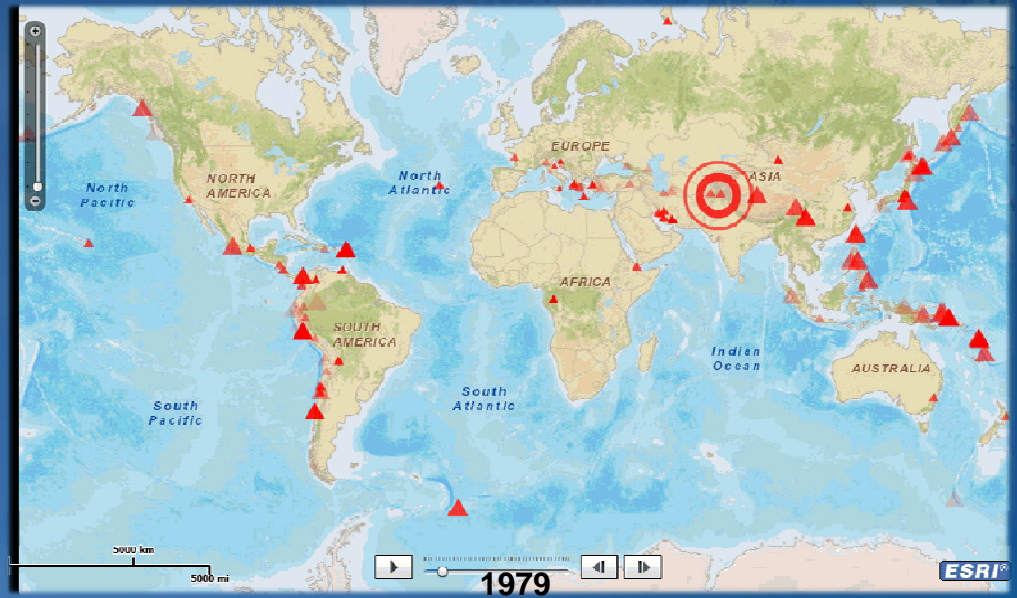 EUROPE
ASIA
North
Pacific
NORTH
AMERICA
North
Atlantic
AFRICA
SOUTH
AMERICA
Indian
Ocean
AUSTRALIA
South
Pacific
South
Atlantic
5000 km
5000 mi
1979
ESRI